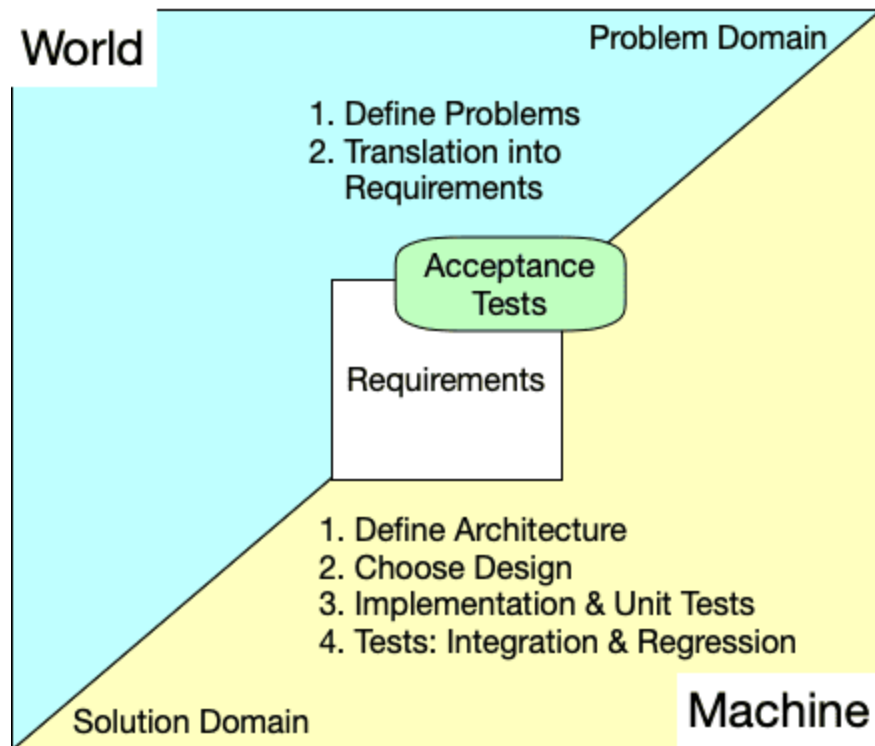 World
Problem Domain
1. Define Problems
2. Translation into
Requirements
Acceptance
Tests
Requirements
1. Define Architecture
2. Choose Design
3. Implementation & Unit Tests
4. Tests: Integration & Regression
Solution Domain
Machine